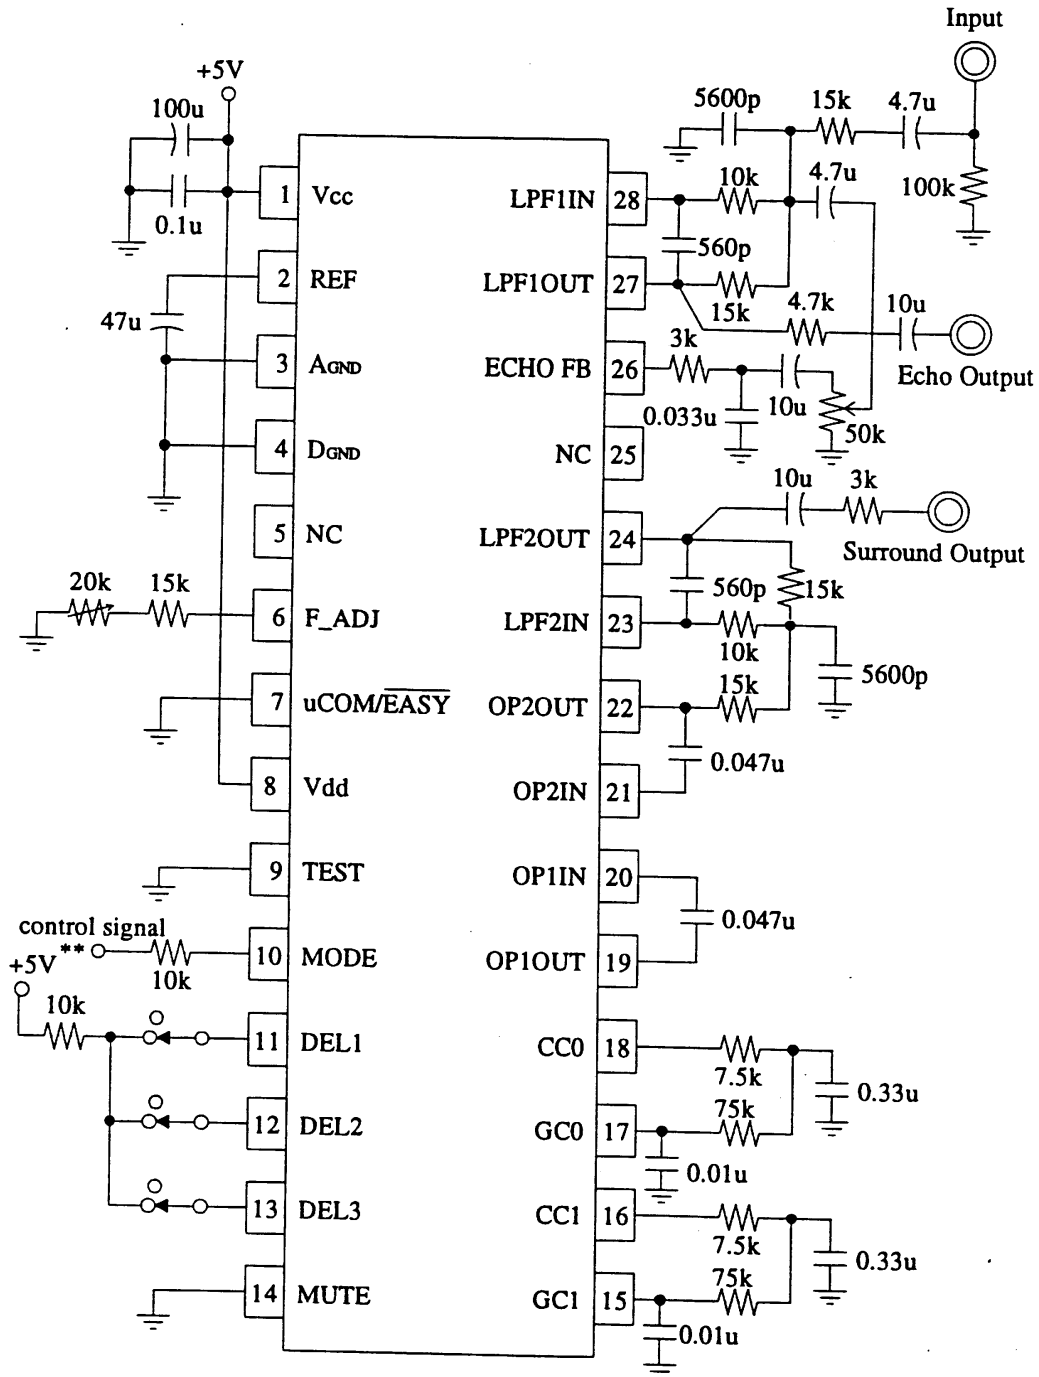 Input
+5V
100u
0.1u
5600p
15k
4.7u
100k
1 Vcc
LPF1IN 28
10k
4.7u
560p
2 REF
LPF1OUT 27
15k
47u
4.7k
10u
Echo Output
3 AGND
ECHO FB 26
3k
0.033u
10u
50k
4 DGND
NC 25
5 NC
LPF2OUT 24
10u
3k
Surround Output
20k
15k
6 F_ADJ
LPF2IN 23
560p
15k
10k
5600p
7 uCOM/EASY
OP2OUT 22
15k
0.047u
8 Vdd
OP2IN 21
9 TEST
OP1IN 20
0.047u
control signal
**
10k
10 MODE
OP1OUT 19
+5V
10k
11 DEL1
CC0 18
7.5k
0.33u
12 DEL2
GC0 17
75k
0.01u
13 DEL3
CC1 16
7.5k
0.33u
14 MUTE
GC1 15
75k
0.01u